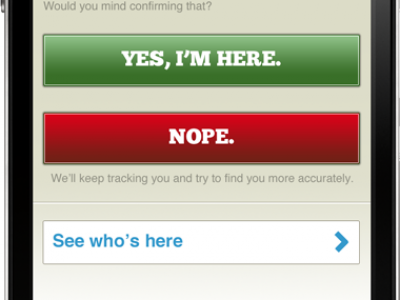 Would you mind confirming that?
YES, I'M HERE.
NOPE.
We'll keep tracking you and try to find you more accurately.
See who's here